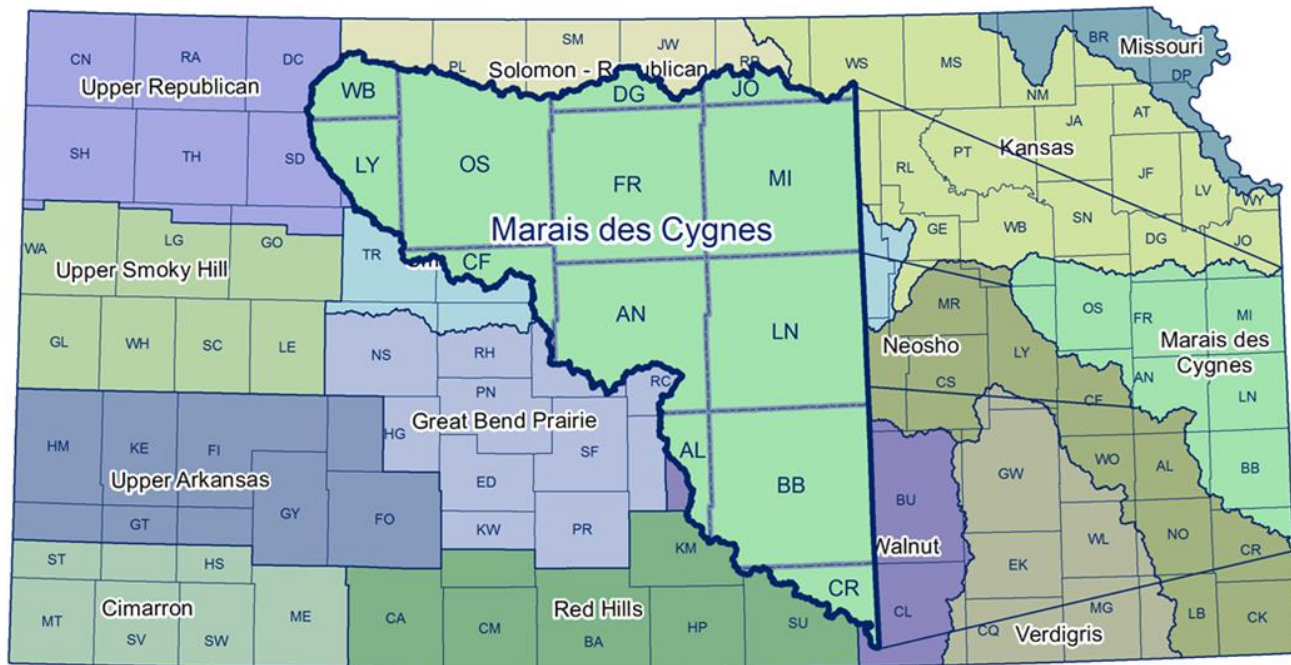 CN
RA
DC
Upper Republican
SH
TH
SD
PL
SM
JW
RP
Solomon - Republican
WS
MS
NM
BR
Missouri
DP
WB
OS
DG
JO
LY
FR
MI
Marais des Cygnes
CF
AN
LN
AL
BB
CR
RL
PT
JA
AT
Kansas
JF
LV
WY
GE
WB
SN
DG
JO
WA
LG
GO
Upper Smoky Hill
TR
GL
WH
SC
LE
MR
OS
FR
MI
Marais des
Cygnes
Neosho
LY
AN
LN
CS
CF
NS
RH
PN
RC
Great Bend Prairie
HG
SF
ED
KW
PR
HM
KE
FI
Upper Arkansas
GY
FO
GT
GW
WO
AL
BB
BU
Walnut
WL
NO
CR
EK
CL
CQ
MG
Verdigris
LB
CK
ST
HS
Cimarron
MT
SV
SW
ME
CA
CM
Red Hills
BA
HP
KM
SU